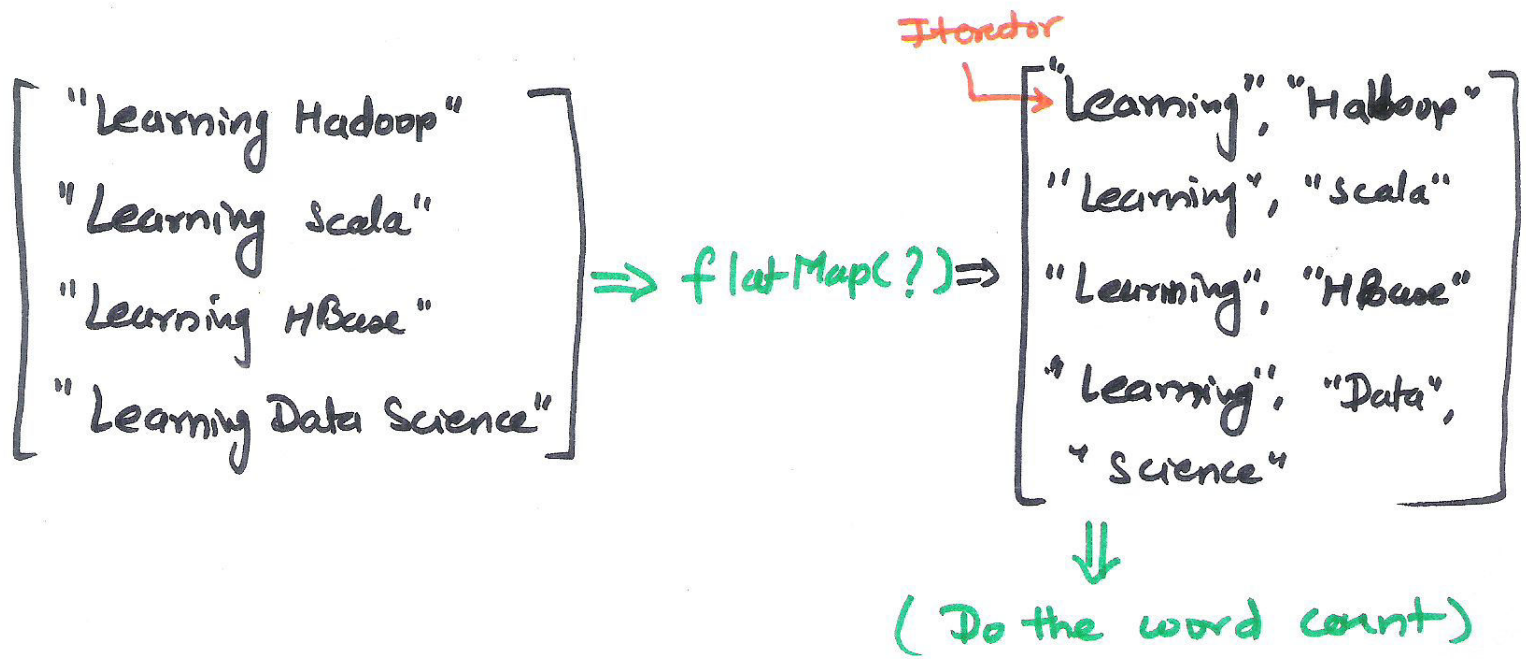 Iterator
"Learning Hadoop"
"Learning Scala"
"Learning HBase"
"Learning Data Science"
⇒ flatMap(?) ⇒
"Learning", "Hadoop"
"Learning", "Scala"
"Learning", "HBase"
"Learning", "Data",
"Science"
(Do the word count)